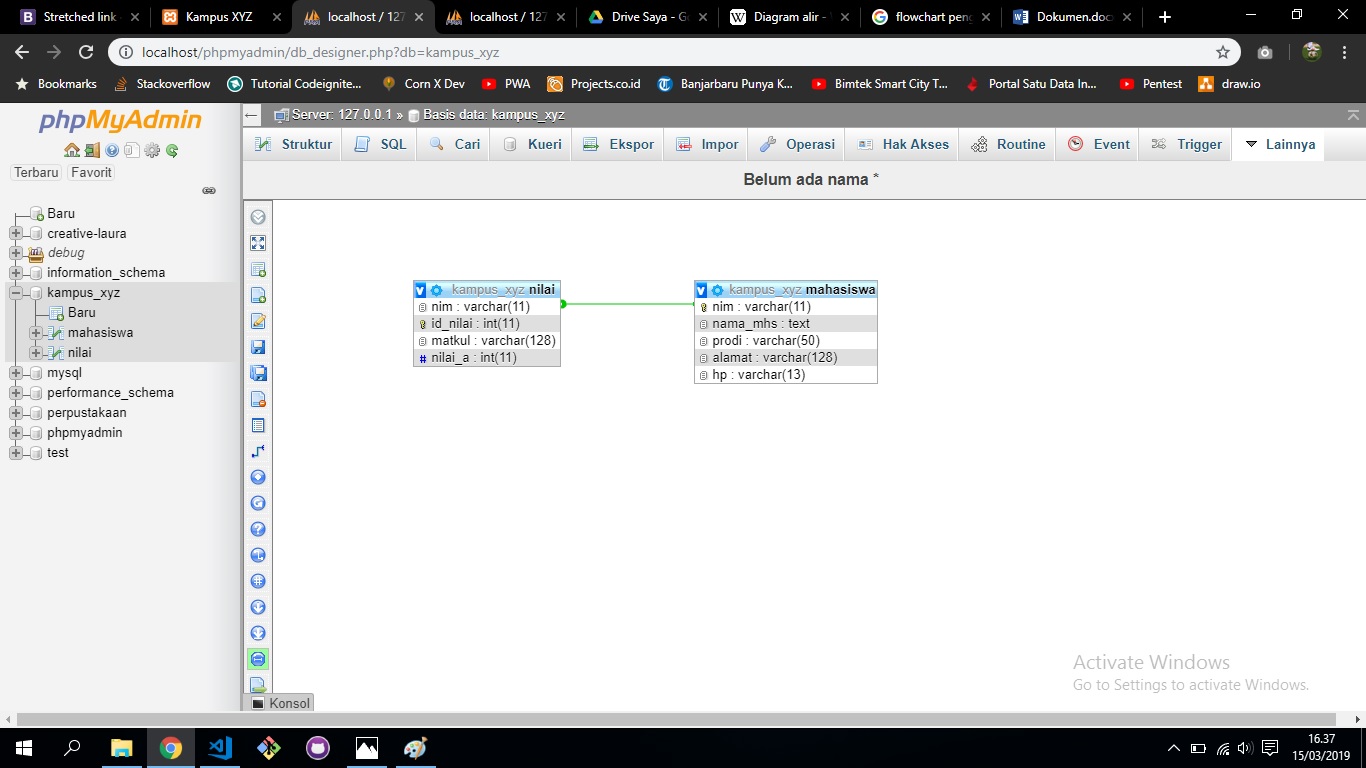 Stretched link
Kampus XYZ
localhost / 127
localhost / 127
Drive Saya - Go
Diagram alir -
flowchart peng
Dokumen.docx
localhost/phpmyadmin/db_designer.php?db=kampus_xyz
Bookmarks
Stackoverflow
Tutorial Codeignite...
Corn X Dev
PWA
Projects.co.id
Banjarbaru Punya K...
Bimtek Smart City T...
Portal Satu Data In...
Pentest
draw.io
phpMyAdmin
Terbaru
Favorit
Baru
creative-laura
debug
information_schema
kampus_xyz
Baru
mahasiswa
nilai
mysql
performance_schema
perpustakaan
phpmyadmin
test
Server: 127.0.0.1 » Basis data: kampus_xyz
Struktur
SQL
Cari
Kueri
Ekspor
Impor
Operasi
Hak Akses
Routine
Event
Trigger
Lainnya
Belum ada nama *
kampus_xyz nilai
nim : varchar(11)
id_nilai : int(11)
matkul : varchar(128)
nilai_a : int(11)
kampus_xyz mahasiswa
nim : varchar(11)
nama_mhs : text
prodi : varchar(50)
alamat : varchar(128)
hp : varchar(13)
Activate Windows
Go to Settings to activate Windows.
Konsol
16.37
15/03/2019